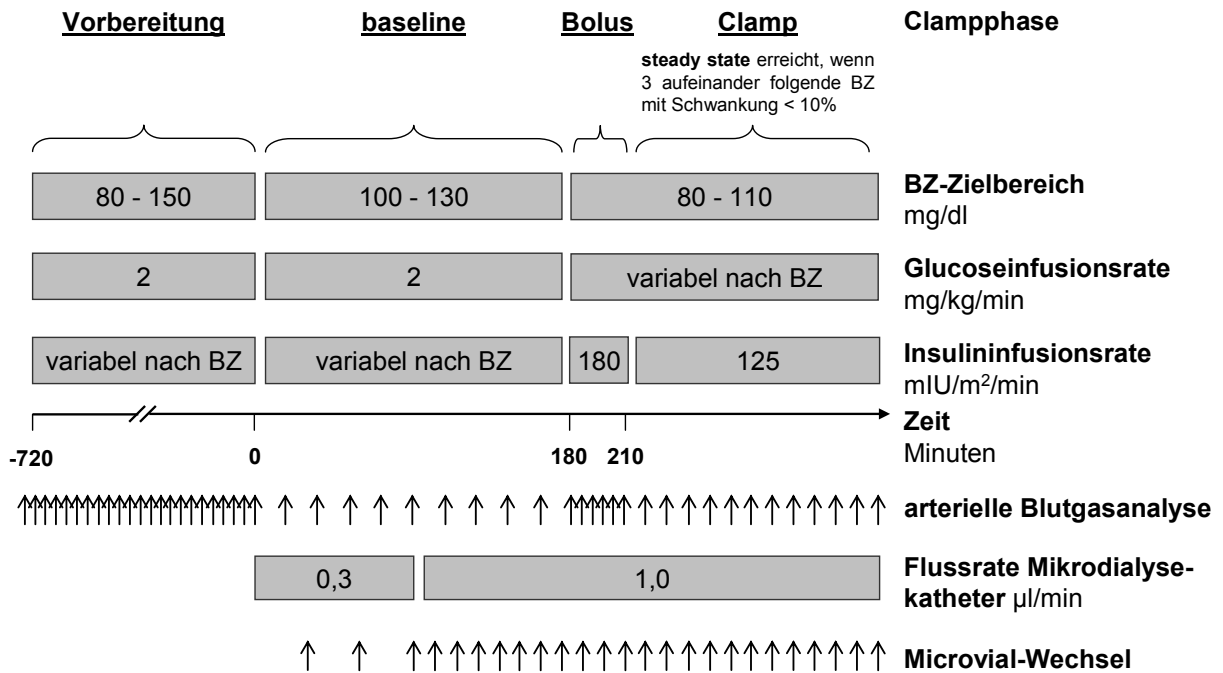 Vorbereitung baseline Bolus Clamp Clampphase
steady state erreicht, wenn
3 aufeinander folgende BZ
mit Schwankung < 10%
80 - 150 100 - 130 80 - 110 BZ-Zielbereich
mg/dl
2 2 variabel nach BZ Glucoseinfusionsrate
mg/kg/min
variabel nach BZ variabel nach BZ 180 125 Insulininfusionsrate
mIU/m²/min
Zeit
-720 0 180 210 Minuten
arterielle Blutgasanalyse
0,3 1,0 Flussrate Mikrodialyse-
katheter µl/min
Microvial-Wechsel